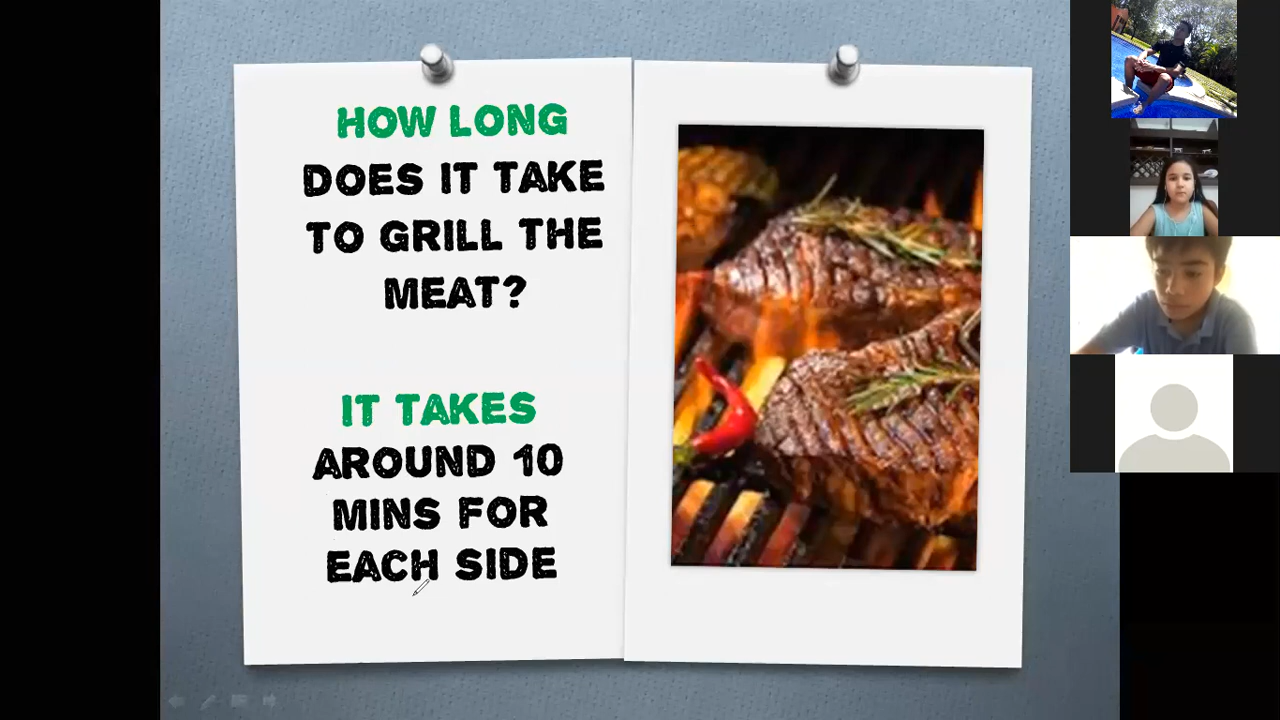 HOW LONG
DOES IT TAKE
TO GRILL THE
MEAT?
IT TAKES
AROUND 10
MINS FOR
EACH SIDE